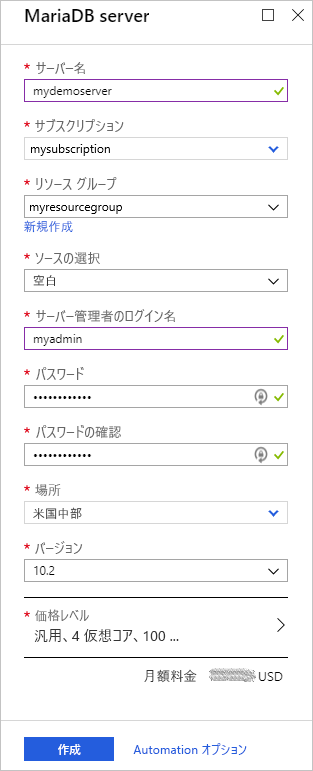 MariaDB server
* サーバー名
mydemoserver
* サブスクリプション
mysubscription
* リソース グループ
myresourcegroup
新規作成
* ソースの選択
空白
* サーバー管理者のログイン名
myadmin
* パスワード
••••••••••••
* パスワードの確認
••••••••••••
* 場所
米国中部
* バージョン
10.2
* 価格レベル
汎用、4 仮想コア、100 ...
月額料金 USD
作成 Automation オプション